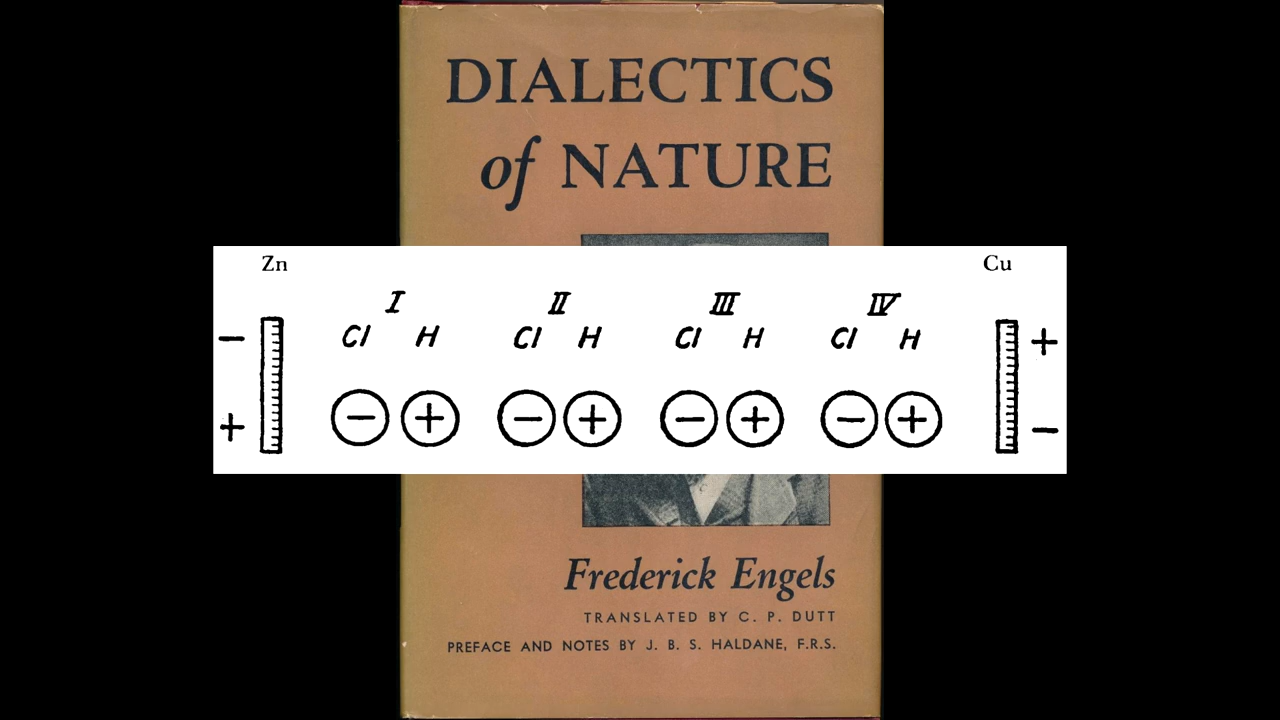 DIALECTICS
of NATURE
Zn Cu
I II III IV
Cl H Cl H Cl H Cl H
− +
− + − + − + − +
+ −
Frederick Engels
TRANSLATED BY C. P. DUTT
PREFACE AND NOTES BY J. B. S. HALDANE, F.R.S.